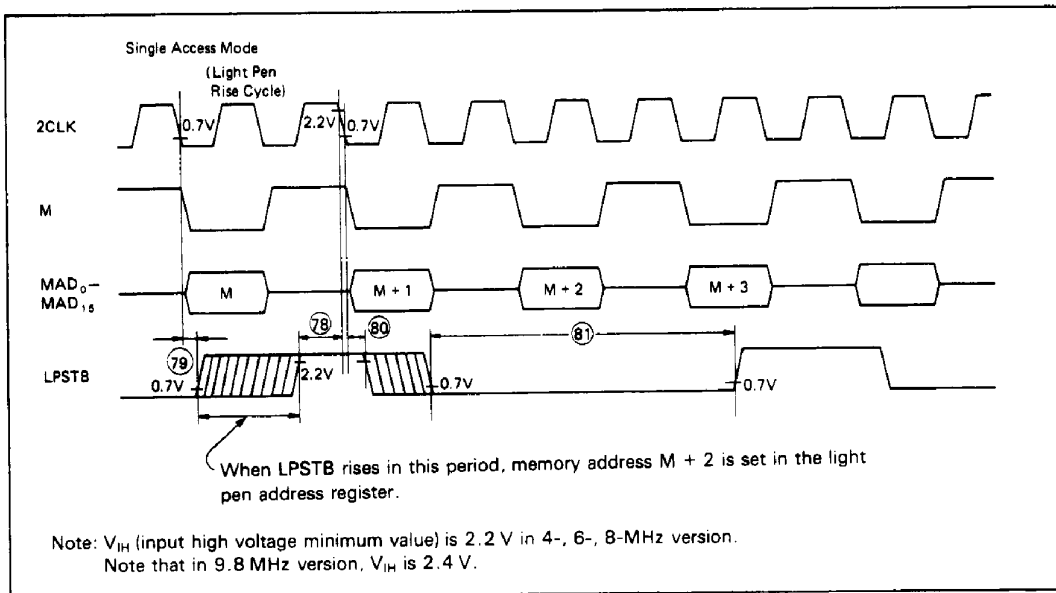 Single Access Mode
(Light Pen
Rise Cycle)
2CLK
0.7V
2.2V
0.7V
M
MAD₀–
MAD₁₅
M
M + 1
M + 2
M + 3
LPSTB
79
78
80
81
0.7V
2.2V
0.7V
0.7V
When LPSTB rises in this period, memory address M + 2 is set in the light
pen address register.
Note: V_IH (input high voltage minimum value) is 2.2 V in 4-, 6-, 8-MHz version.
Note that in 9.8 MHz version, V_IH is 2.4 V.